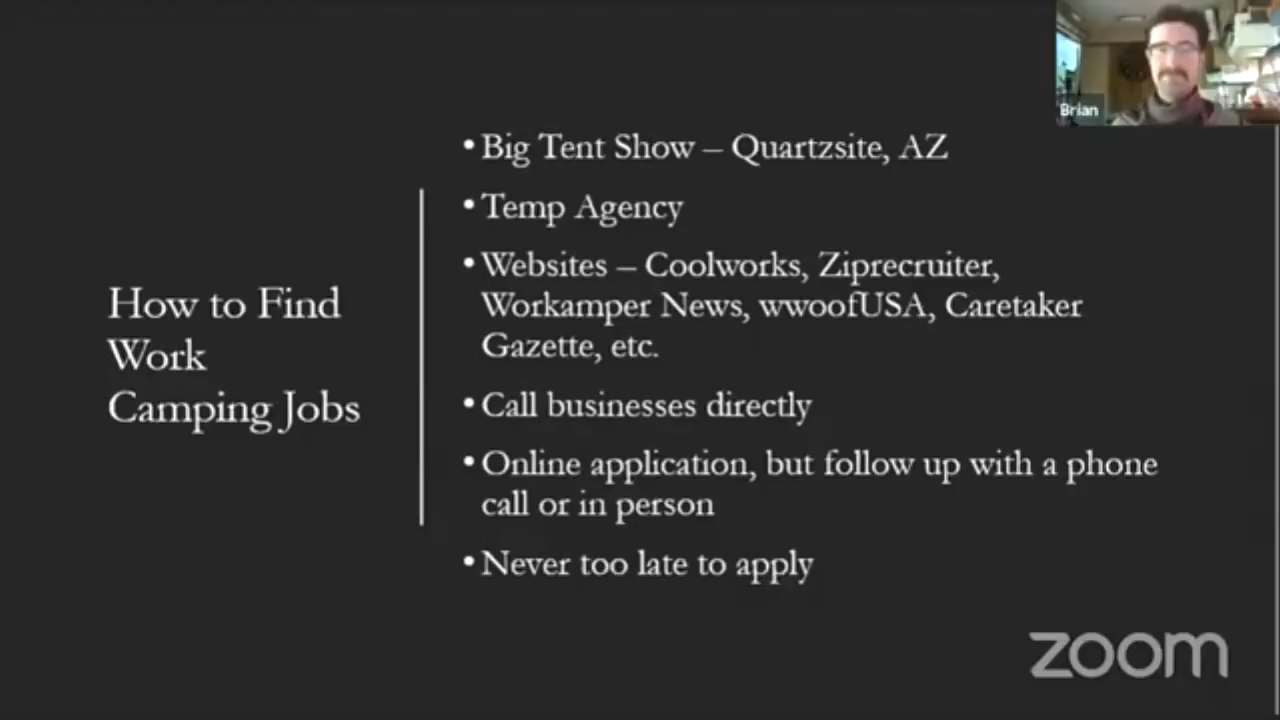 How to Find
Work
Camping Jobs
• Big Tent Show – Quartzsite, AZ
• Temp Agency
• Websites – Coolworks, Ziprecruiter,
Workamper News, wwoofUSA, Caretaker
Gazette, etc.
• Call businesses directly
• Online application, but follow up with a phone
call or in person
• Never too late to apply
Brian
zoom